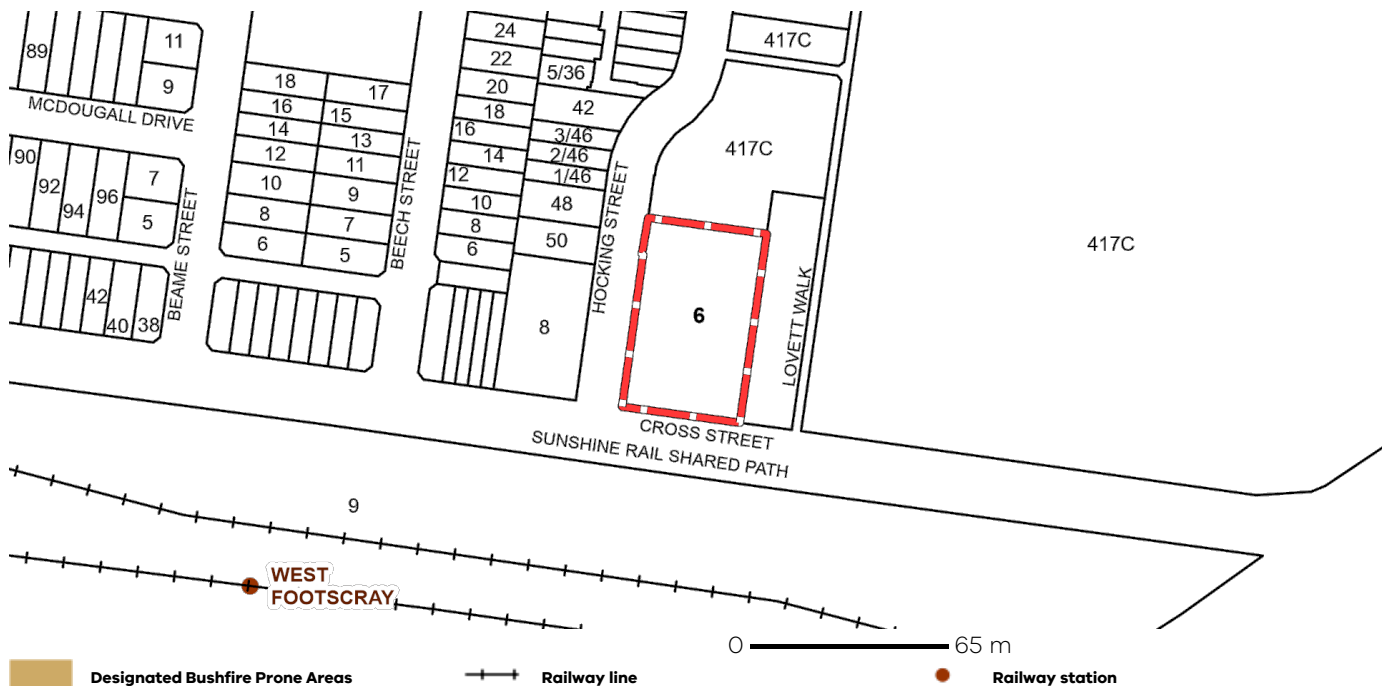 24
417C
11
89
22
5/36
9
18
17
20
42
MCDOUGALL DRIVE
16
15
18
3/46
14
13
16
2/46
417C
90
12
11
14
1/46
7
92
96
10
9
12
10
48
94
5
8
7
8
50
6
5
6
417C
BEAME STREET
BEECH STREET
HOCKING STREET
LOVETT WALK
42
40
38
8
6
CROSS STREET
SUNSHINE RAIL SHARED PATH
9
WEST
FOOTSCRAY
0
65 m
Designated Bushfire Prone Areas
Railway line
Railway station